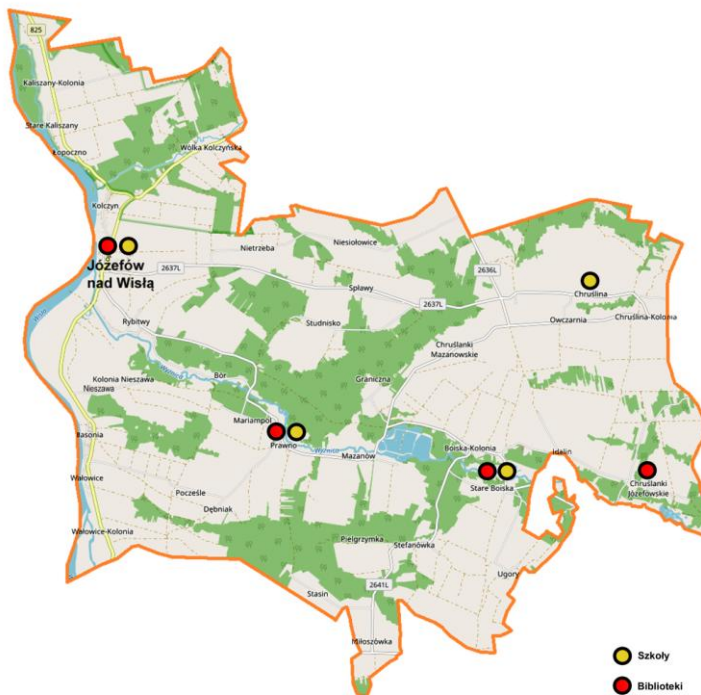 825
Kaliszany-Kolonia
Stare Kaliszany
Łopoczno
Wólka Kolczyńska
Kolczyn
Józefów
nad Wisłą
2637L
Nietrzeba
Niesiołowice
2636L
Spławy
2637L
Chruślina
Rybitwy
Studnisko
Owczarnia
Chruślina-Kolonia
Chruślanki
Mazanowskie
Kolonia Nieszawa
Nieszawa
Bór
Graniczna
Mariampol
Basonia
Prawno
Wyżnica
Mazanów
Boiska-Kolonia
Idalin
Wałowice
Pocześle
Stare Boiska
Chruślanki
Józefowskie
Dębniak
Wałowice-Kolonia
Pielgrzymka
Stefanówka
Ugory
2641L
Stasin
Miłoszówka
Szkoły
Biblioteki